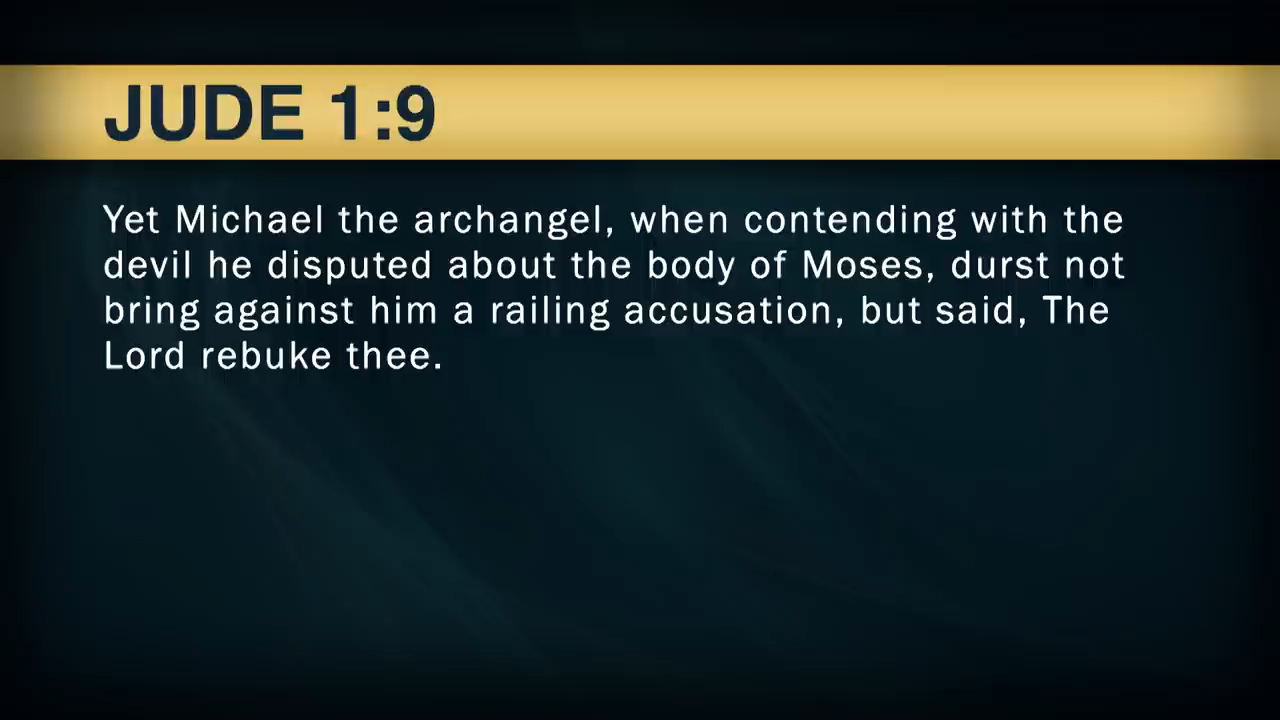 JUDE 1:9
Yet Michael the archangel, when contending with the
devil he disputed about the body of Moses, durst not
bring against him a railing accusation, but said, The
Lord rebuke thee.